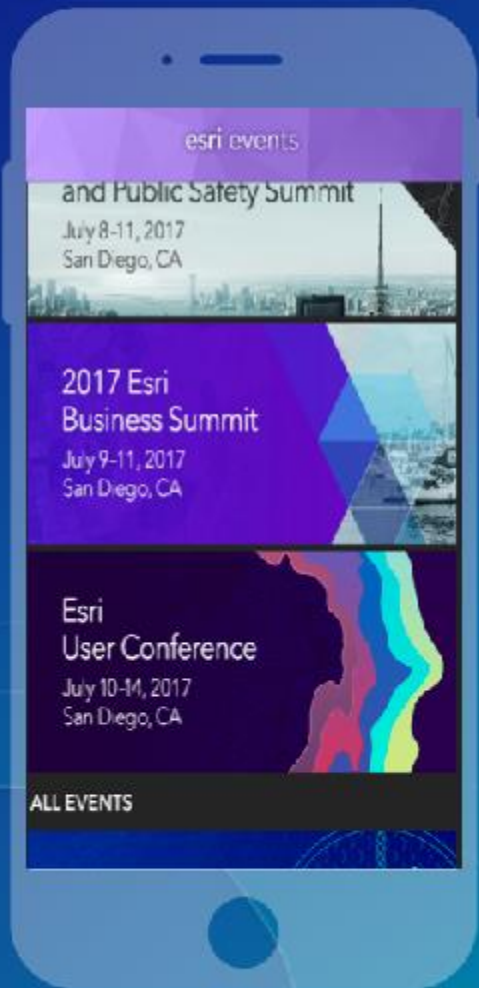 esri events
and Public Safety Summit
July 8-11, 2017
San Diego, CA
2017 Esri
Business Summit
July 9-11, 2017
San Diego, CA
Esri
User Conference
July 10-14, 2017
San Diego, CA
ALL EVENTS